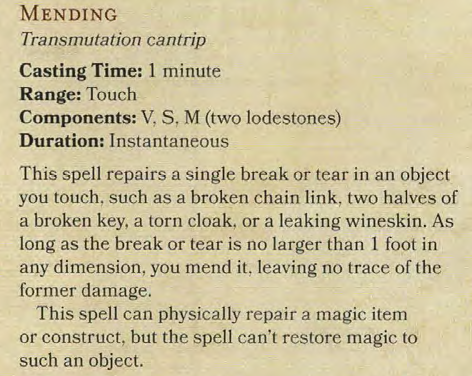 MENDING
Transmutation cantrip
Casting Time: 1 minute
Range: Touch
Components: V, S, M (two lodestones)
Duration: Instantaneous
This spell repairs a single break or tear in an object
you touch, such as a broken chain link, two halves of
a broken key, a torn cloak, or a leaking wineskin. As
long as the break or tear is no larger than 1 foot in
any dimension, you mend it, leaving no trace of the
former damage.
This spell can physically repair a magic item
or construct, but the spell can't restore magic to
such an object.